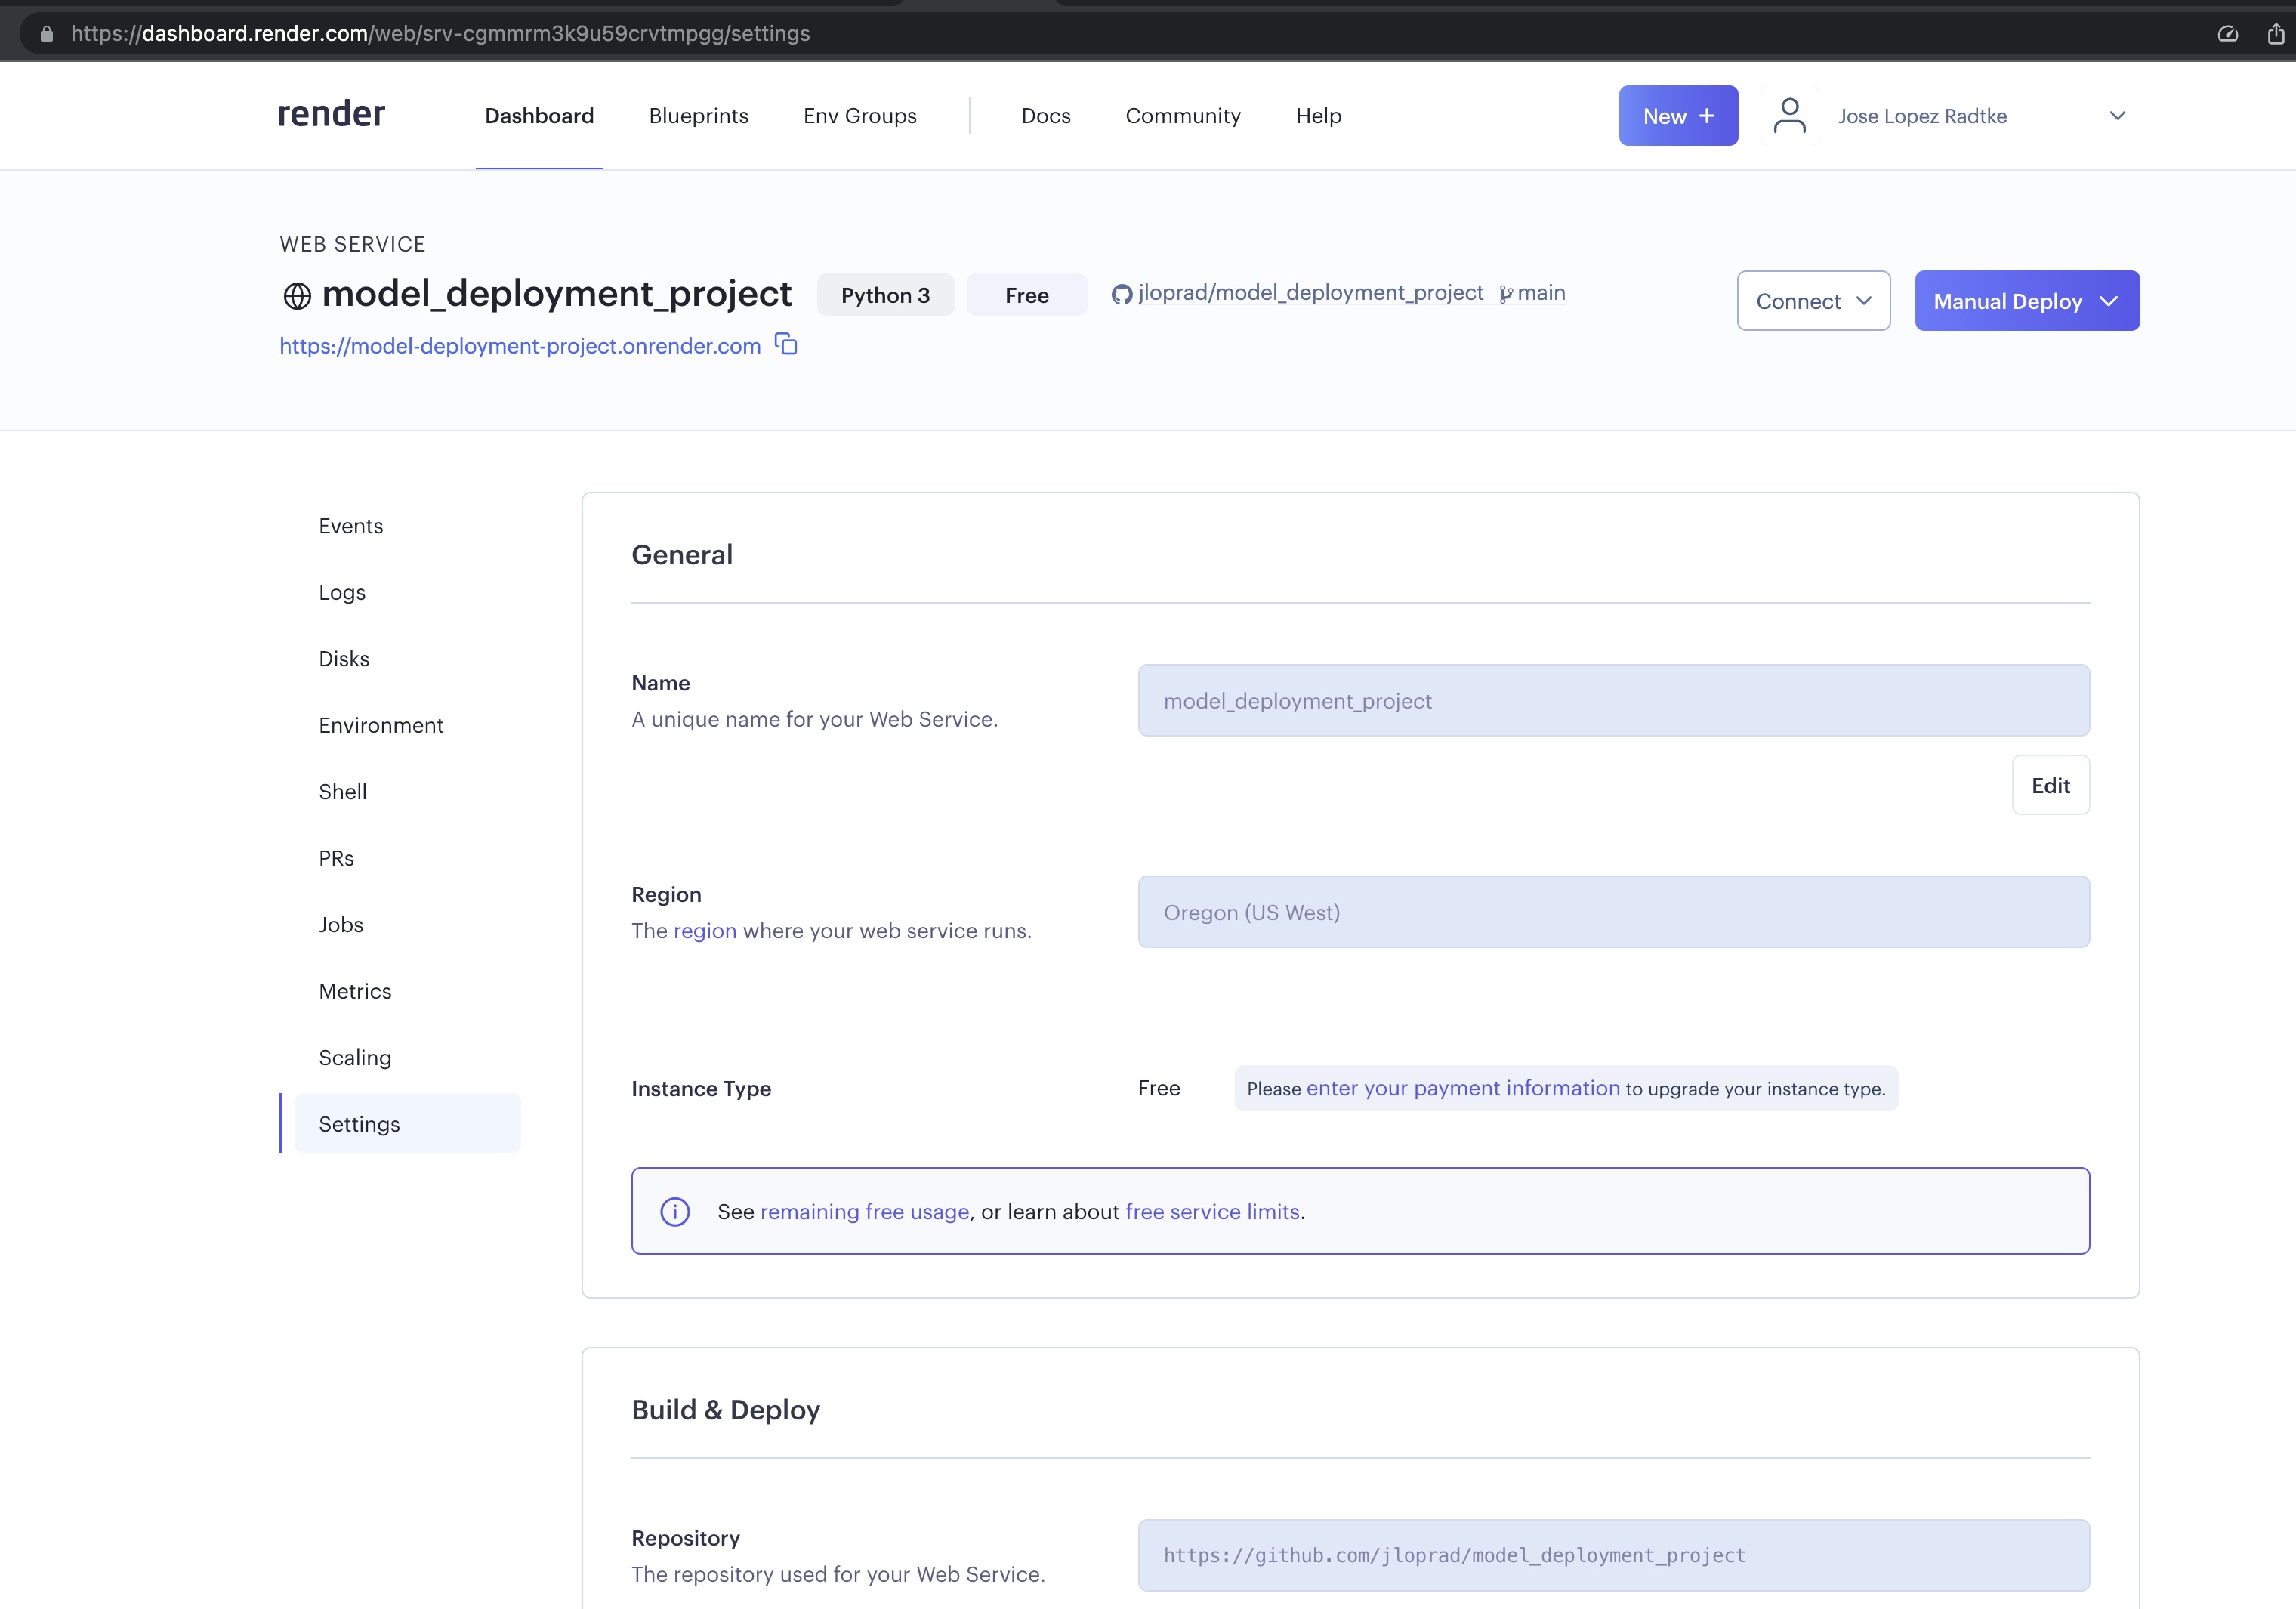 https://dashboard.render.com/web/srv-cgmmrm3k9u59crvtmpgg/settings
render Dashboard Blueprints Env Groups Docs Community Help New + Jose Lopez Radtke
WEB SERVICE
model_deployment_project Python 3 Free jloprad/model_deployment_project main
Connect Manual Deploy
https://model-deployment-project.onrender.com
Events
Logs
Disks
Environment
Shell
PRs
Jobs
Metrics
Scaling
Settings
General
Name
A unique name for your Web Service.
model_deployment_project
Edit
Region
The region where your web service runs.
Oregon (US West)
Instance Type
Free
Please enter your payment information to upgrade your instance type.
See remaining free usage, or learn about free service limits.
Build & Deploy
Repository
The repository used for your Web Service.
https://github.com/jloprad/model_deployment_project